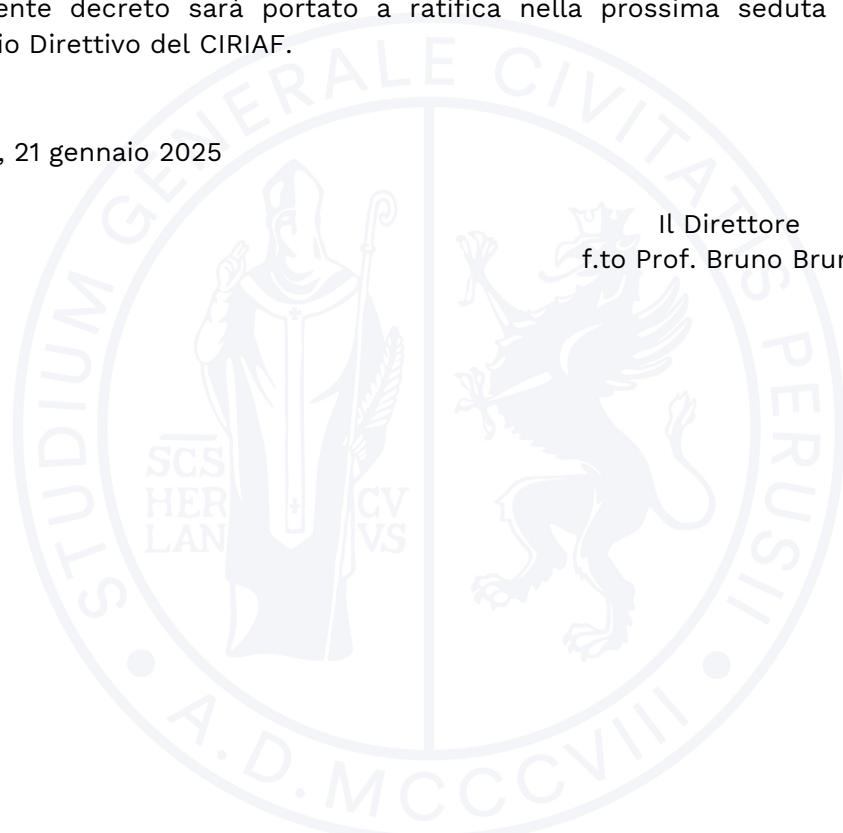 ente decreto sarà portato a ratifica nella prossima seduta
io Direttivo del CIRIAF.
, 21 gennaio 2025
Il Direttore
f.to Prof. Bruno Brun
STUDIUM GENERALE CIVITATIS PERUSII
SCS
HER CV
LAN VS
A.D. MCCCVIII